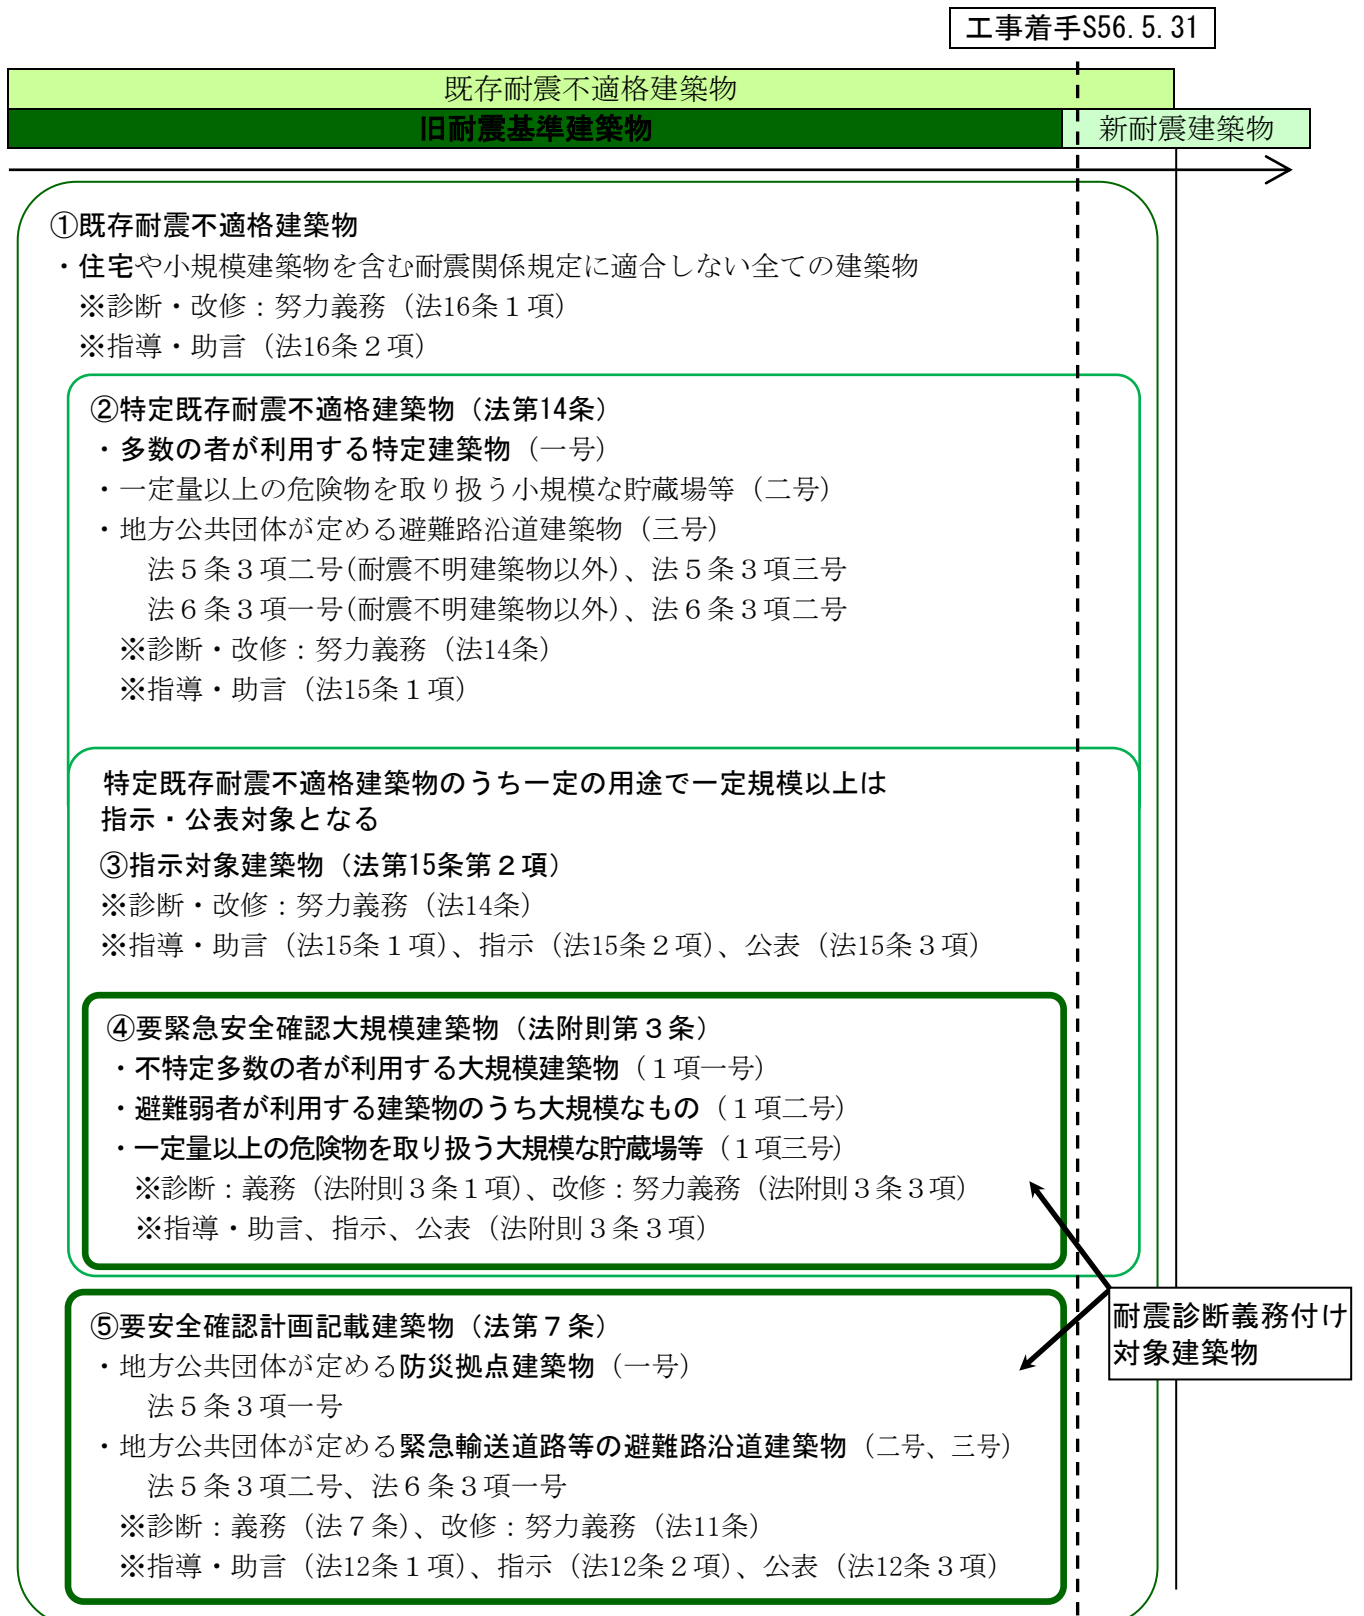 工事着手S56.5.31
既存耐震不適格建築物
旧耐震基準建築物
新耐震建築物
①既存耐震不適格建築物
・住宅や小規模建築物を含む耐震関係規定に適合しない全ての建築物
※診断・改修：努力義務（法16条１項）
※指導・助言（法16条２項）
②特定既存耐震不適格建築物（法第14条）
・多数の者が利用する特定建築物（一号）
・一定量以上の危険物を取り扱う小規模な貯蔵場等（二号）
・地方公共団体が定める避難路沿道建築物（三号）
法５条３項二号(耐震不明建築物以外)、法５条３項三号
法６条３項一号(耐震不明建築物以外)、法６条３項二号
※診断・改修：努力義務（法14条）
※指導・助言（法15条１項）
特定既存耐震不適格建築物のうち一定の用途で一定規模以上は
指示・公表対象となる
③指示対象建築物（法第15条第２項）
※診断・改修：努力義務（法14条）
※指導・助言（法15条１項）、指示（法15条２項）、公表（法15条３項）
④要緊急安全確認大規模建築物（法附則第３条）
・不特定多数の者が利用する大規模建築物（１項一号）
・避難弱者が利用する建築物のうち大規模なもの（１項二号）
・一定量以上の危険物を取り扱う大規模な貯蔵場等（１項三号）
※診断：義務（法附則３条１項）、改修：努力義務（法附則３条３項）
※指導・助言、指示、公表（法附則３条３項）
耐震診断義務付け
対象建築物
⑤要安全確認計画記載建築物（法第７条）
・地方公共団体が定める防災拠点建築物（一号）
法５条３項一号
・地方公共団体が定める緊急輸送道路等の避難路沿道建築物（二号、三号）
法５条３項二号、法６条３項一号
※診断：義務（法７条）、改修：努力義務（法11条）
※指導・助言（法12条１項）、指示（法12条２項）、公表（法12条３項）